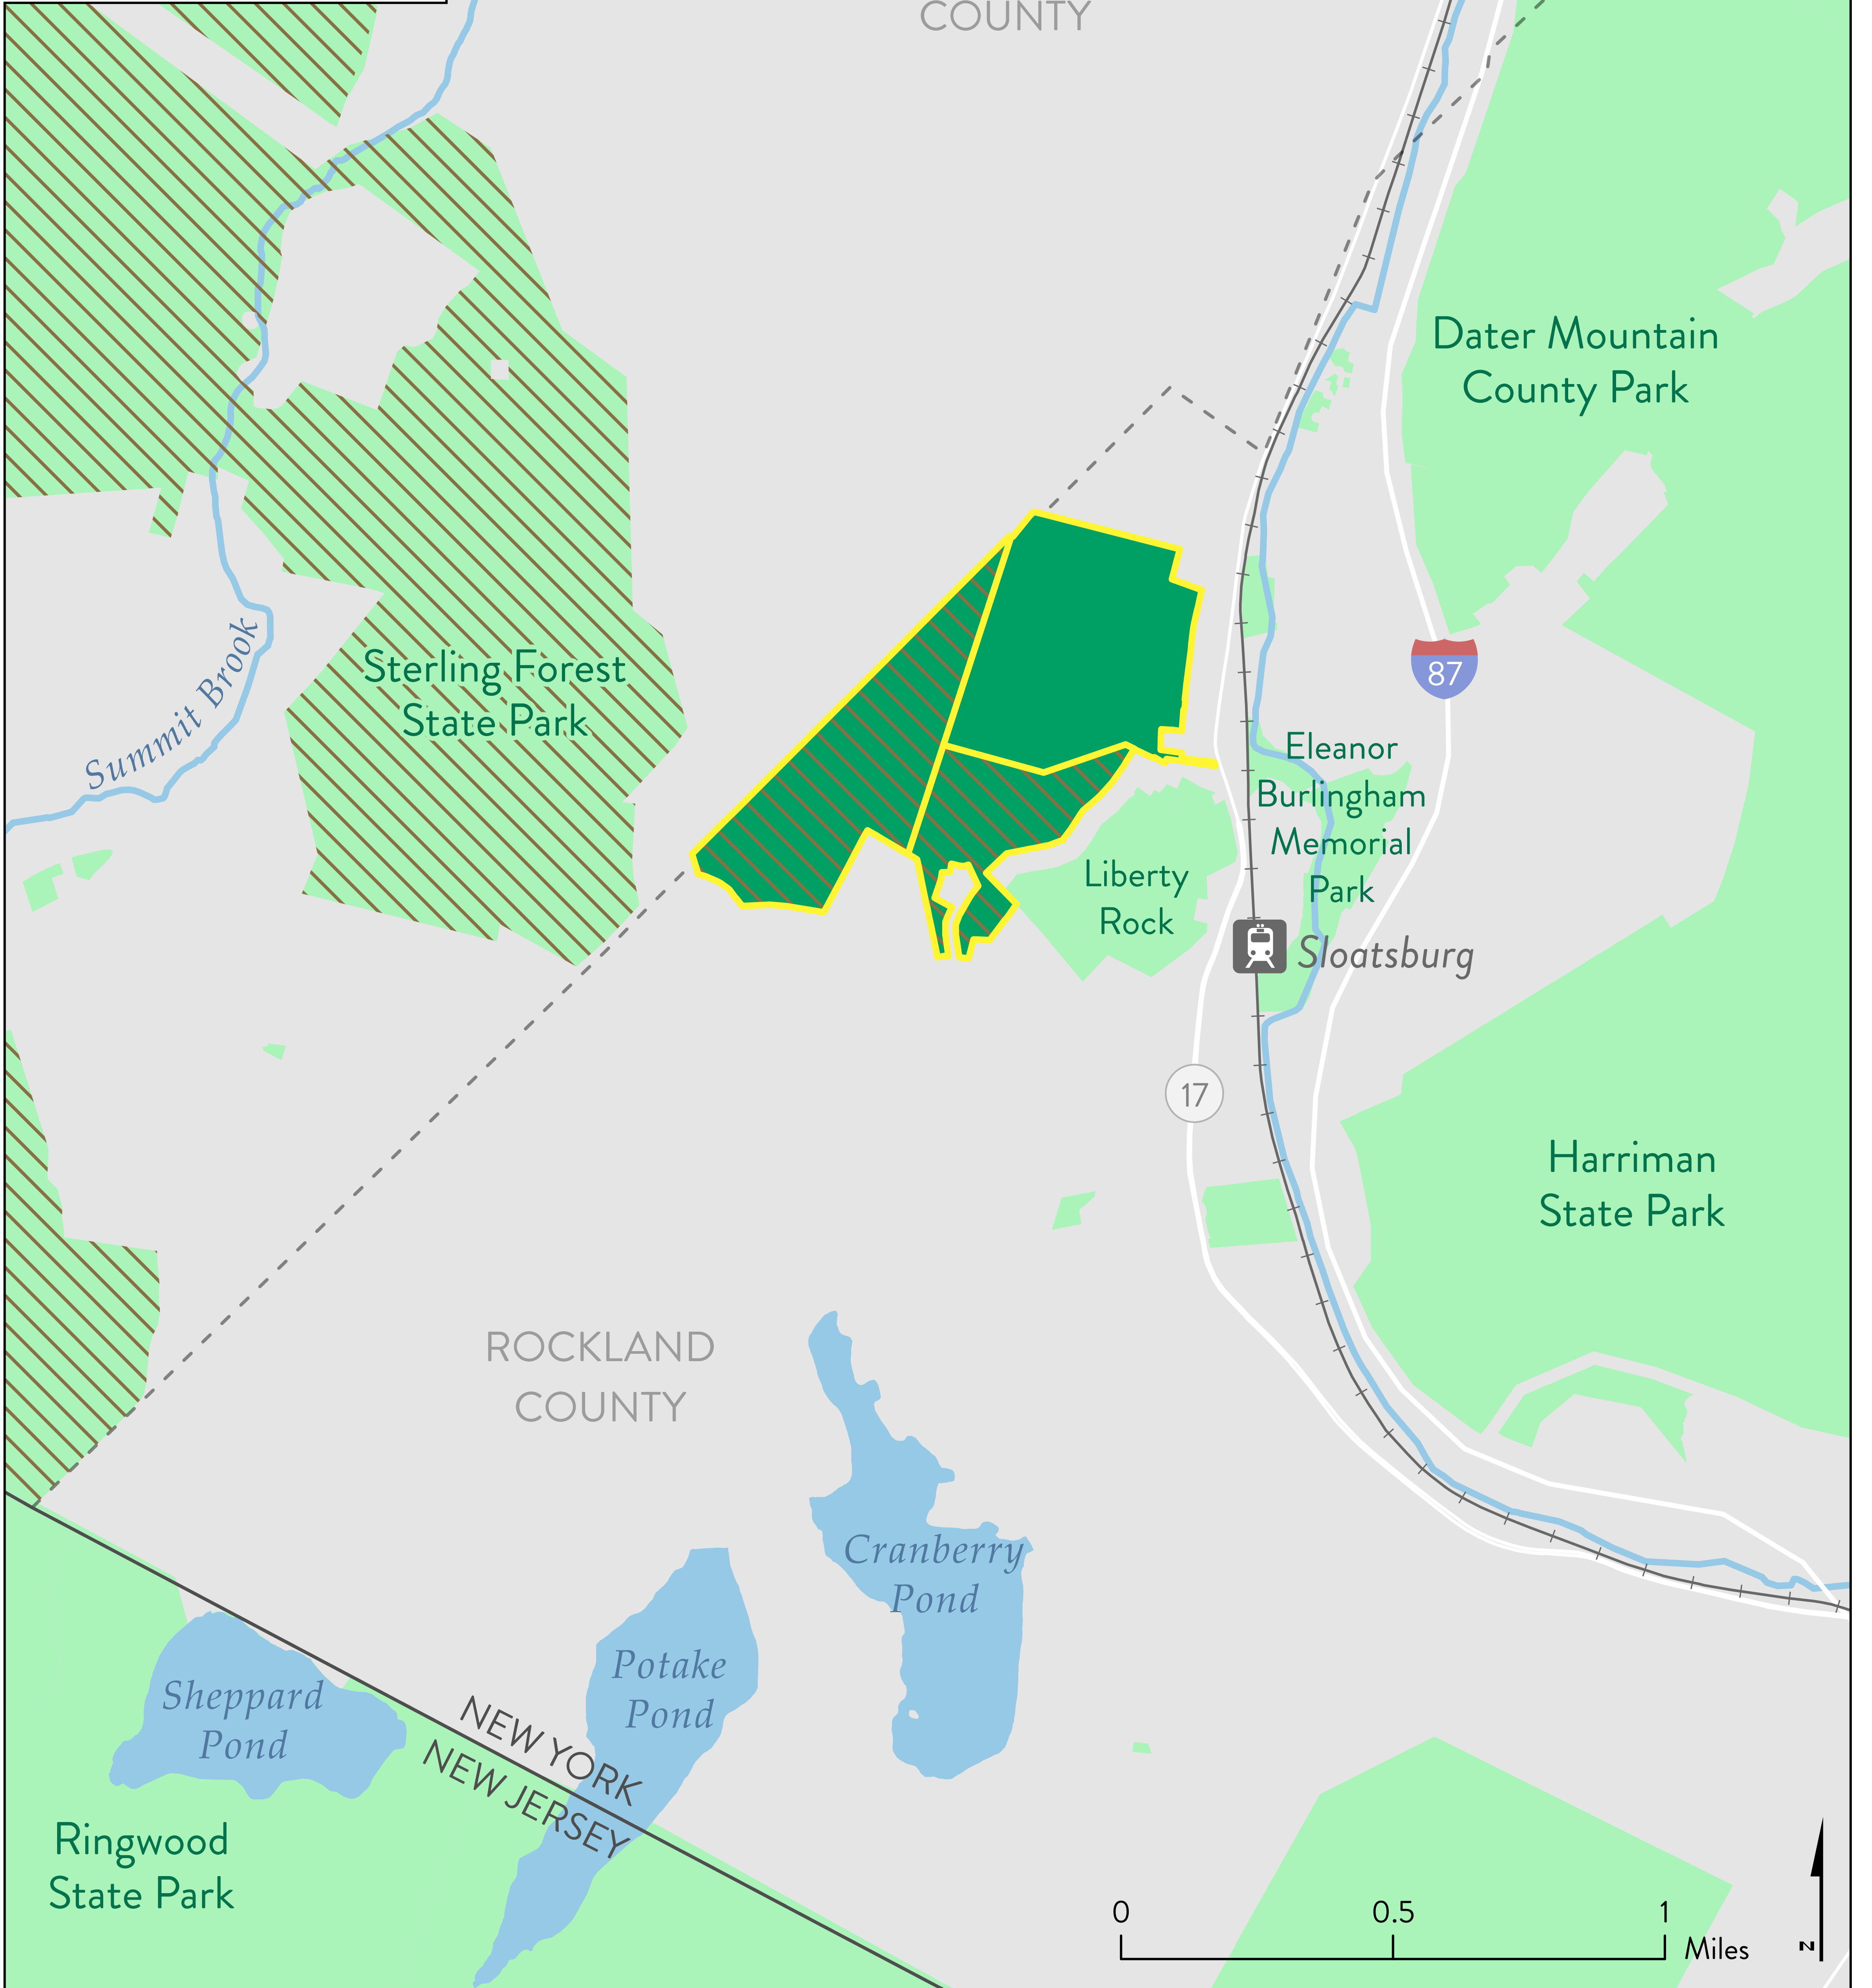 COUNTY
Dater Mountain
County Park
Sterling Forest
State Park
Summit Brook
87
Eleanor
Burlingham
Memorial
Park
Liberty
Rock
Sloatsburg
17
Harriman
State Park
ROCKLAND
COUNTY
Cranberry
Pond
Potake
Pond
Sheppard
Pond
NEW YORK
NEW JERSEY
Ringwood
State Park
0 0.5 1
Miles
N